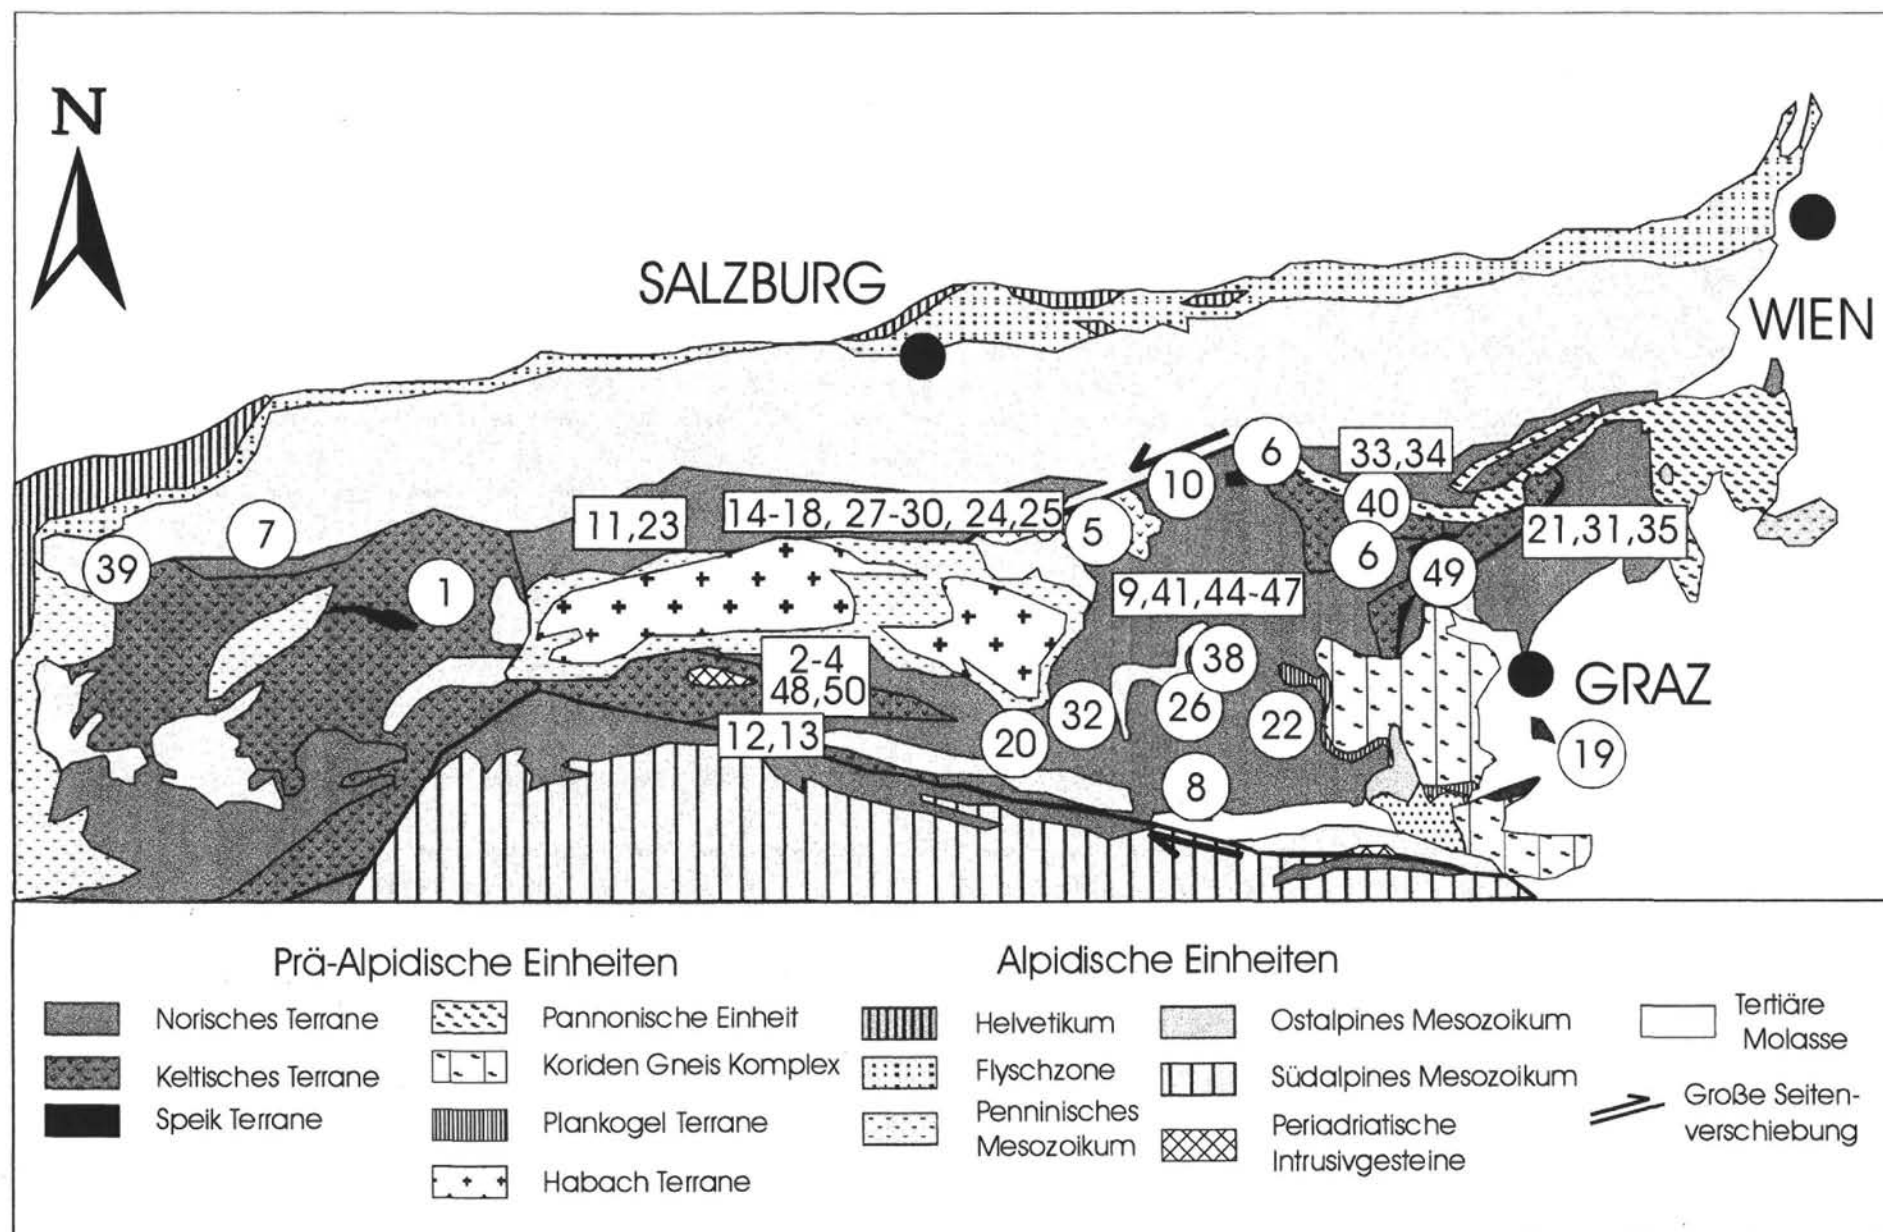 N
SALZBURG
WIEN
6
33,34
10
7
11,23
14-18, 27-30, 24,25
5
40
21,31,35
39
1
6
49
9,41,44-47
2-4
48,50
38
GRAZ
32
26
22
12,13
20
19
8
Prä-Alpidische Einheiten
Norisches Terrane
Keltisches Terrane
Speik Terrane
Pannonische Einheit
Koriden Gneis Komplex
Plankogel Terrane
Habach Terrane
Alpidische Einheiten
Helvetikum
Flyschzone
Penninisches
Mesozoikum
Ostalpines Mesozoikum
Südalpines Mesozoikum
Periadriatische
Intrusivgesteine
Tertiäre
Molasse
Große Seiten-
verschiebung